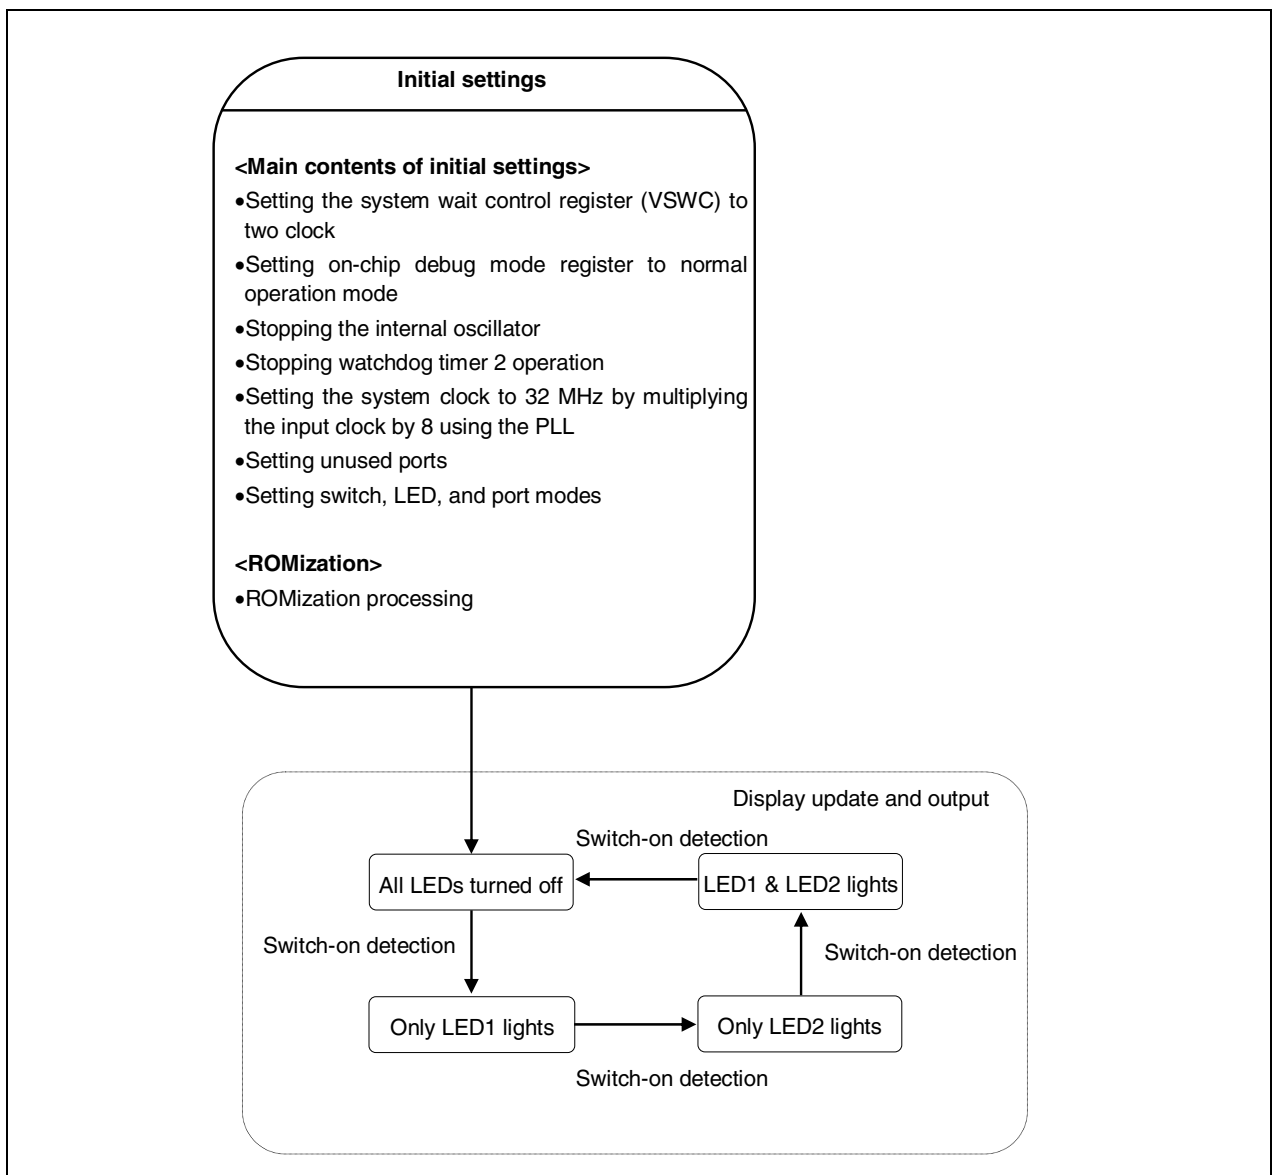 Initial settings
<Main contents of initial settings>
•Setting the system wait control register (VSWC) to
two clock
•Setting on-chip debug mode register to normal
operation mode
•Stopping the internal oscillator
•Stopping watchdog timer 2 operation
•Setting the system clock to 32 MHz by multiplying
the input clock by 8 using the PLL
•Setting unused ports
•Setting switch, LED, and port modes
<ROMization>
•ROMization processing
Display update and output
Switch-on detection
All LEDs turned off
LED1 & LED2 lights
Switch-on detection
Switch-on detection
Only LED1 lights
Only LED2 lights
Switch-on detection